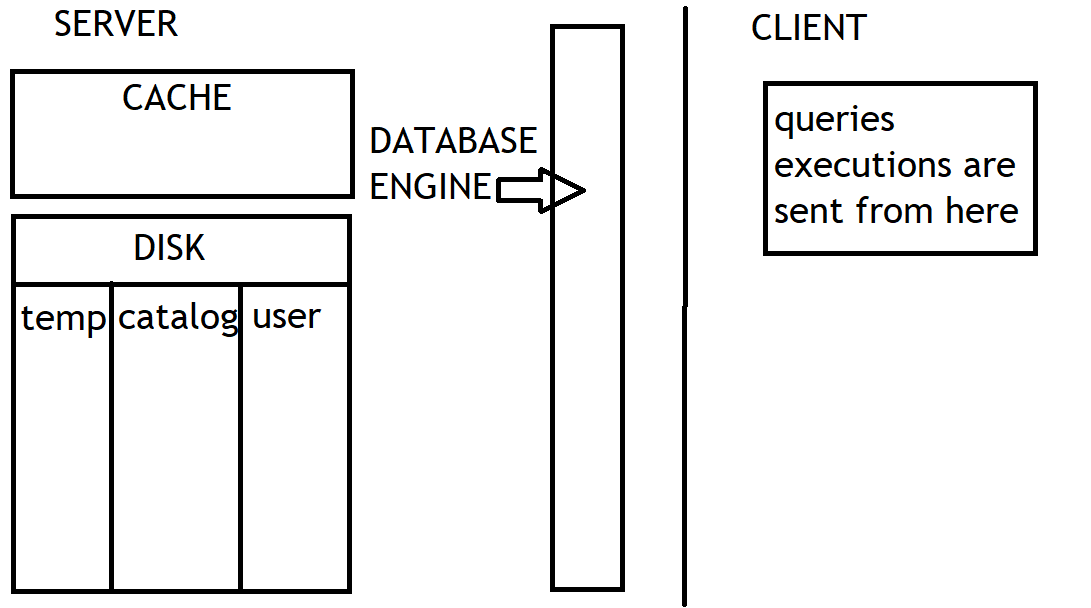 SERVER
CACHE
DATABASE
ENGINE
DISK
temp catalog user
CLIENT
queries
executions are
sent from here